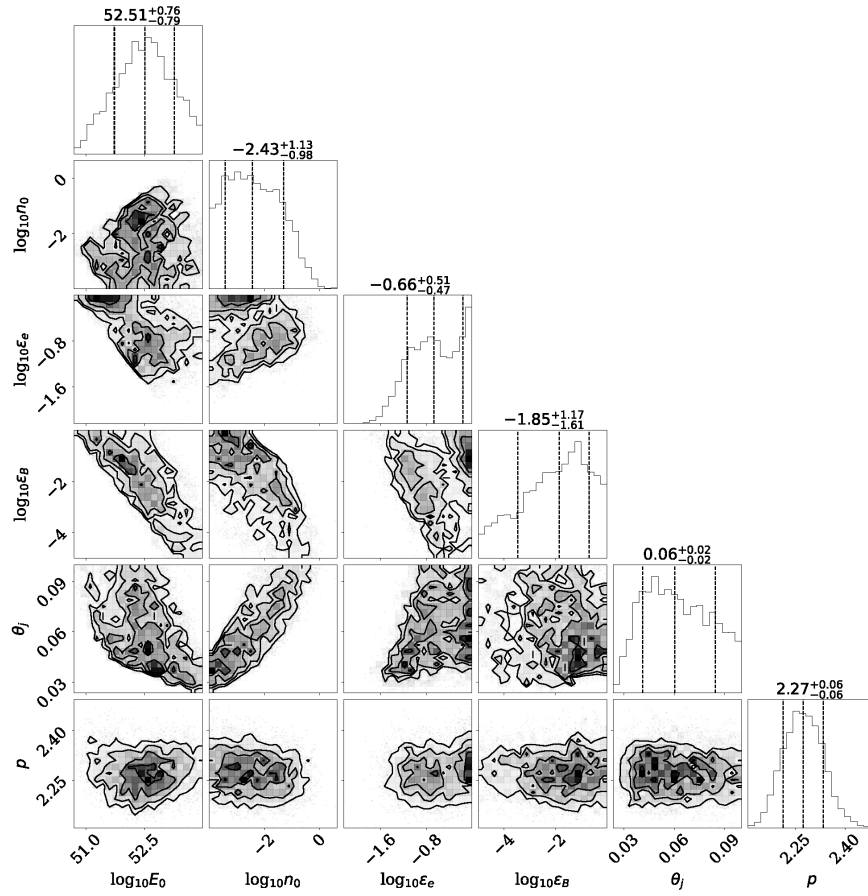 52.51+0.76−0.79
−2.43+1.13−0.98
log10n0
0
−2
−0.66+0.51−0.47
log10εe
−0.8
−1.6
−1.85+1.17−1.61
log10εB
−2
−4
0.06+0.02−0.02
θj
0.09
0.06
0.03
2.27+0.06−0.06
p
2.40
2.25
51.0 52.5 −2 0 −1.6 −0.8 −4 −2 0.03 0.06 0.09 2.25 2.40
log10E0 log10n0 log10εe log10εB θj p